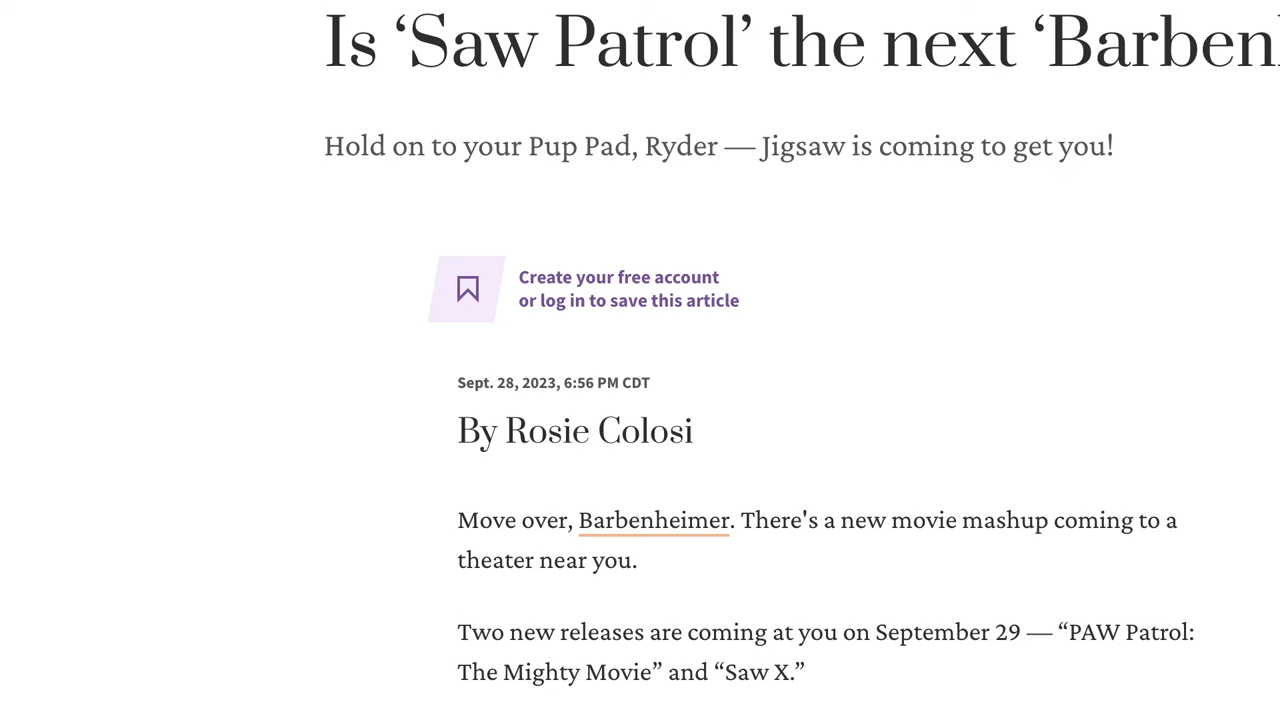 Is ‘Saw Patrol’ the next ‘Barben
Hold on to your Pup Pad, Ryder — Jigsaw is coming to get you!
Create your free account
or log in to save this article
Sept. 28, 2023, 6:56 PM CDT
By Rosie Colosi
Move over, Barbenheimer. There's a new movie mashup coming to a
theater near you.
Two new releases are coming at you on September 29 — “PAW Patrol:
The Mighty Movie” and “Saw X.”